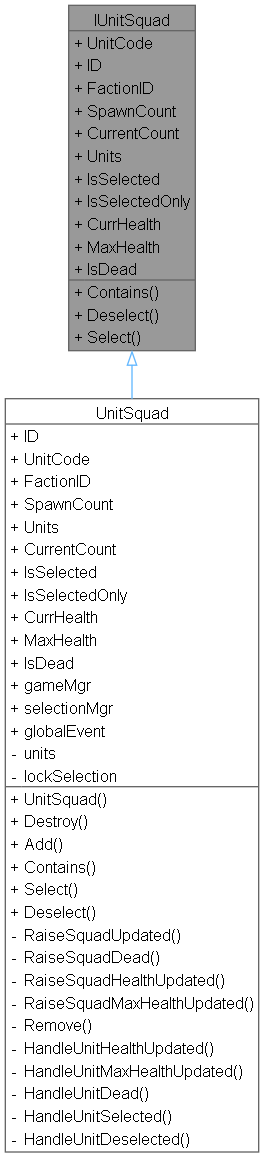 IUnitSquad
+ UnitCode
+ ID
+ FactionID
+ SpawnCount
+ CurrentCount
+ Units
+ IsSelected
+ IsSelectedOnly
+ CurrHealth
+ MaxHealth
+ IsDead
+ Contains()
+ Deselect()
+ Select()
UnitSquad
+ ID
+ UnitCode
+ FactionID
+ SpawnCount
+ Units
+ CurrentCount
+ IsSelected
+ IsSelectedOnly
+ CurrHealth
+ MaxHealth
+ IsDead
+ gameMgr
+ selectionMgr
+ globalEvent
- units
- lockSelection
+ UnitSquad()
+ Destroy()
+ Add()
+ Contains()
+ Select()
+ Deselect()
- RaiseSquadUpdated()
- RaiseSquadDead()
- RaiseSquadHealthUpdated()
- RaiseSquadMaxHealthUpdated()
- Remove()
- HandleUnitHealthUpdated()
- HandleUnitMaxHealthUpdated()
- HandleUnitDead()
- HandleUnitSelected()
- HandleUnitDeselected()